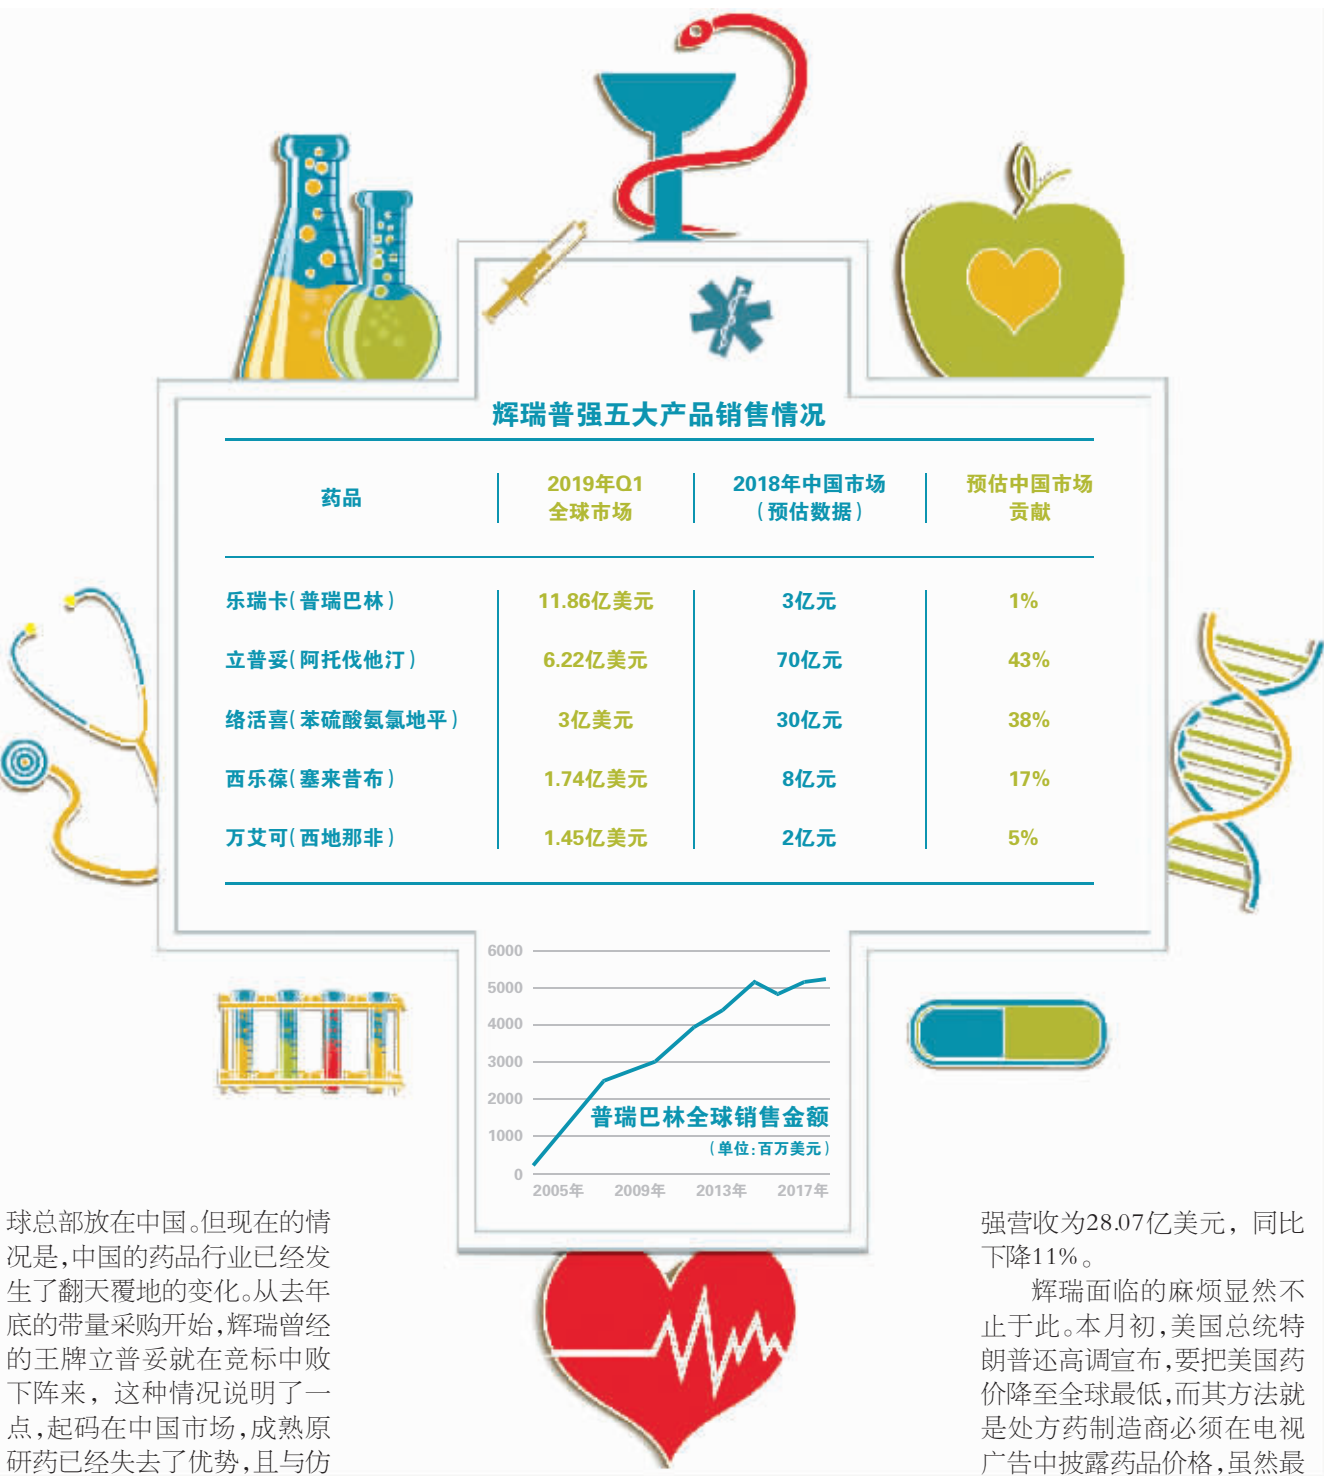 辉瑞普强五大产品销售情况
药品 2019年Q1全球市场 2018年中国市场（预估数据） 预估中国市场贡献
乐瑞卡（普瑞巴林） 11.86亿美元 3亿元 1%
立普妥（阿托伐他汀） 6.22亿美元 70亿元 43%
络活喜（苯硫酸氨氯地平） 3亿美元 30亿元 38%
西乐葆（塞来昔布） 1.74亿美元 8亿元 17%
万艾可（西地那非） 1.45亿美元 2亿元 5%
6000
5000
4000
3000
2000
1000
0
普瑞巴林全球销售金额
（单位：百万美元）
2005年 2009年 2013年 2017年
球总部放在中国。但现在的情
况是，中国的药品行业已经发
生了翻天覆地的变化。从去年
底的带量采购开始，辉瑞曾经
的王牌立普妥就在竞标中败
下阵来，这种情况说明了一
点，起码在中国市场，成熟原
研药已经失去了优势，且与仿
强营收为28.07亿美元，同比
下降11%。
辉瑞面临的麻烦显然不
止于此。本月初，美国总统特
朗普还高调宣布，要把美国药
价降至全球最低，而其方法就
是处方药制造商必须在电视
广告中披露药品价格，虽然最